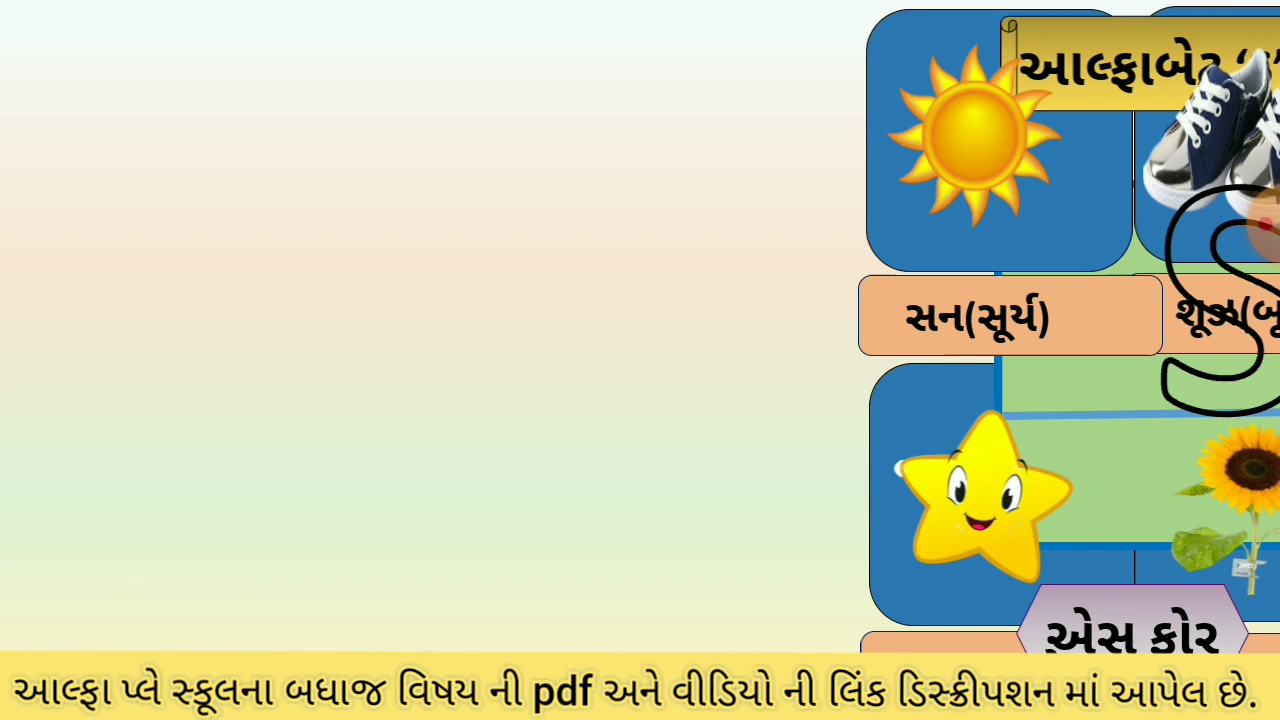 આલ્ફાબેટ ‘S’
સન(સૂર્ય)
શૂઝ(બૂ
S
એસ ફોર
આલ્ફા પ્લે સ્કૂલના બધાજ વિષય ની pdf અને વીડિયો ની લિંક ડિસ્ક્રીપશન માં આપેલ છે.